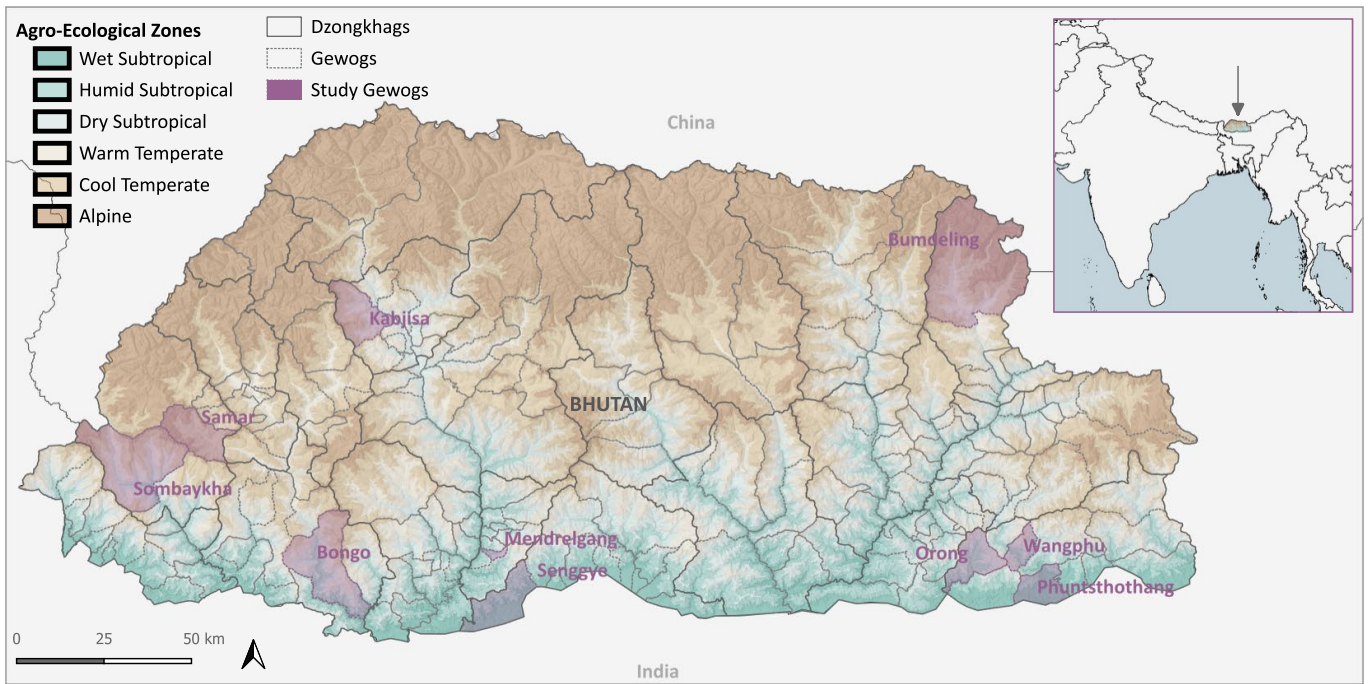 Agro-Ecological Zones
Wet Subtropical
Humid Subtropical
Dry Subtropical
Warm Temperate
Cool Temperate
Alpine
Dzongkhags
Gewogs
Study Gewogs
China
Bumdeling
Kabjisa
BHUTAN
Samar
Sombaykha
Bongo
Mendrelgang
Senggye
Orong
Wangphu
Phuntsthothang
0 25 50 km
India